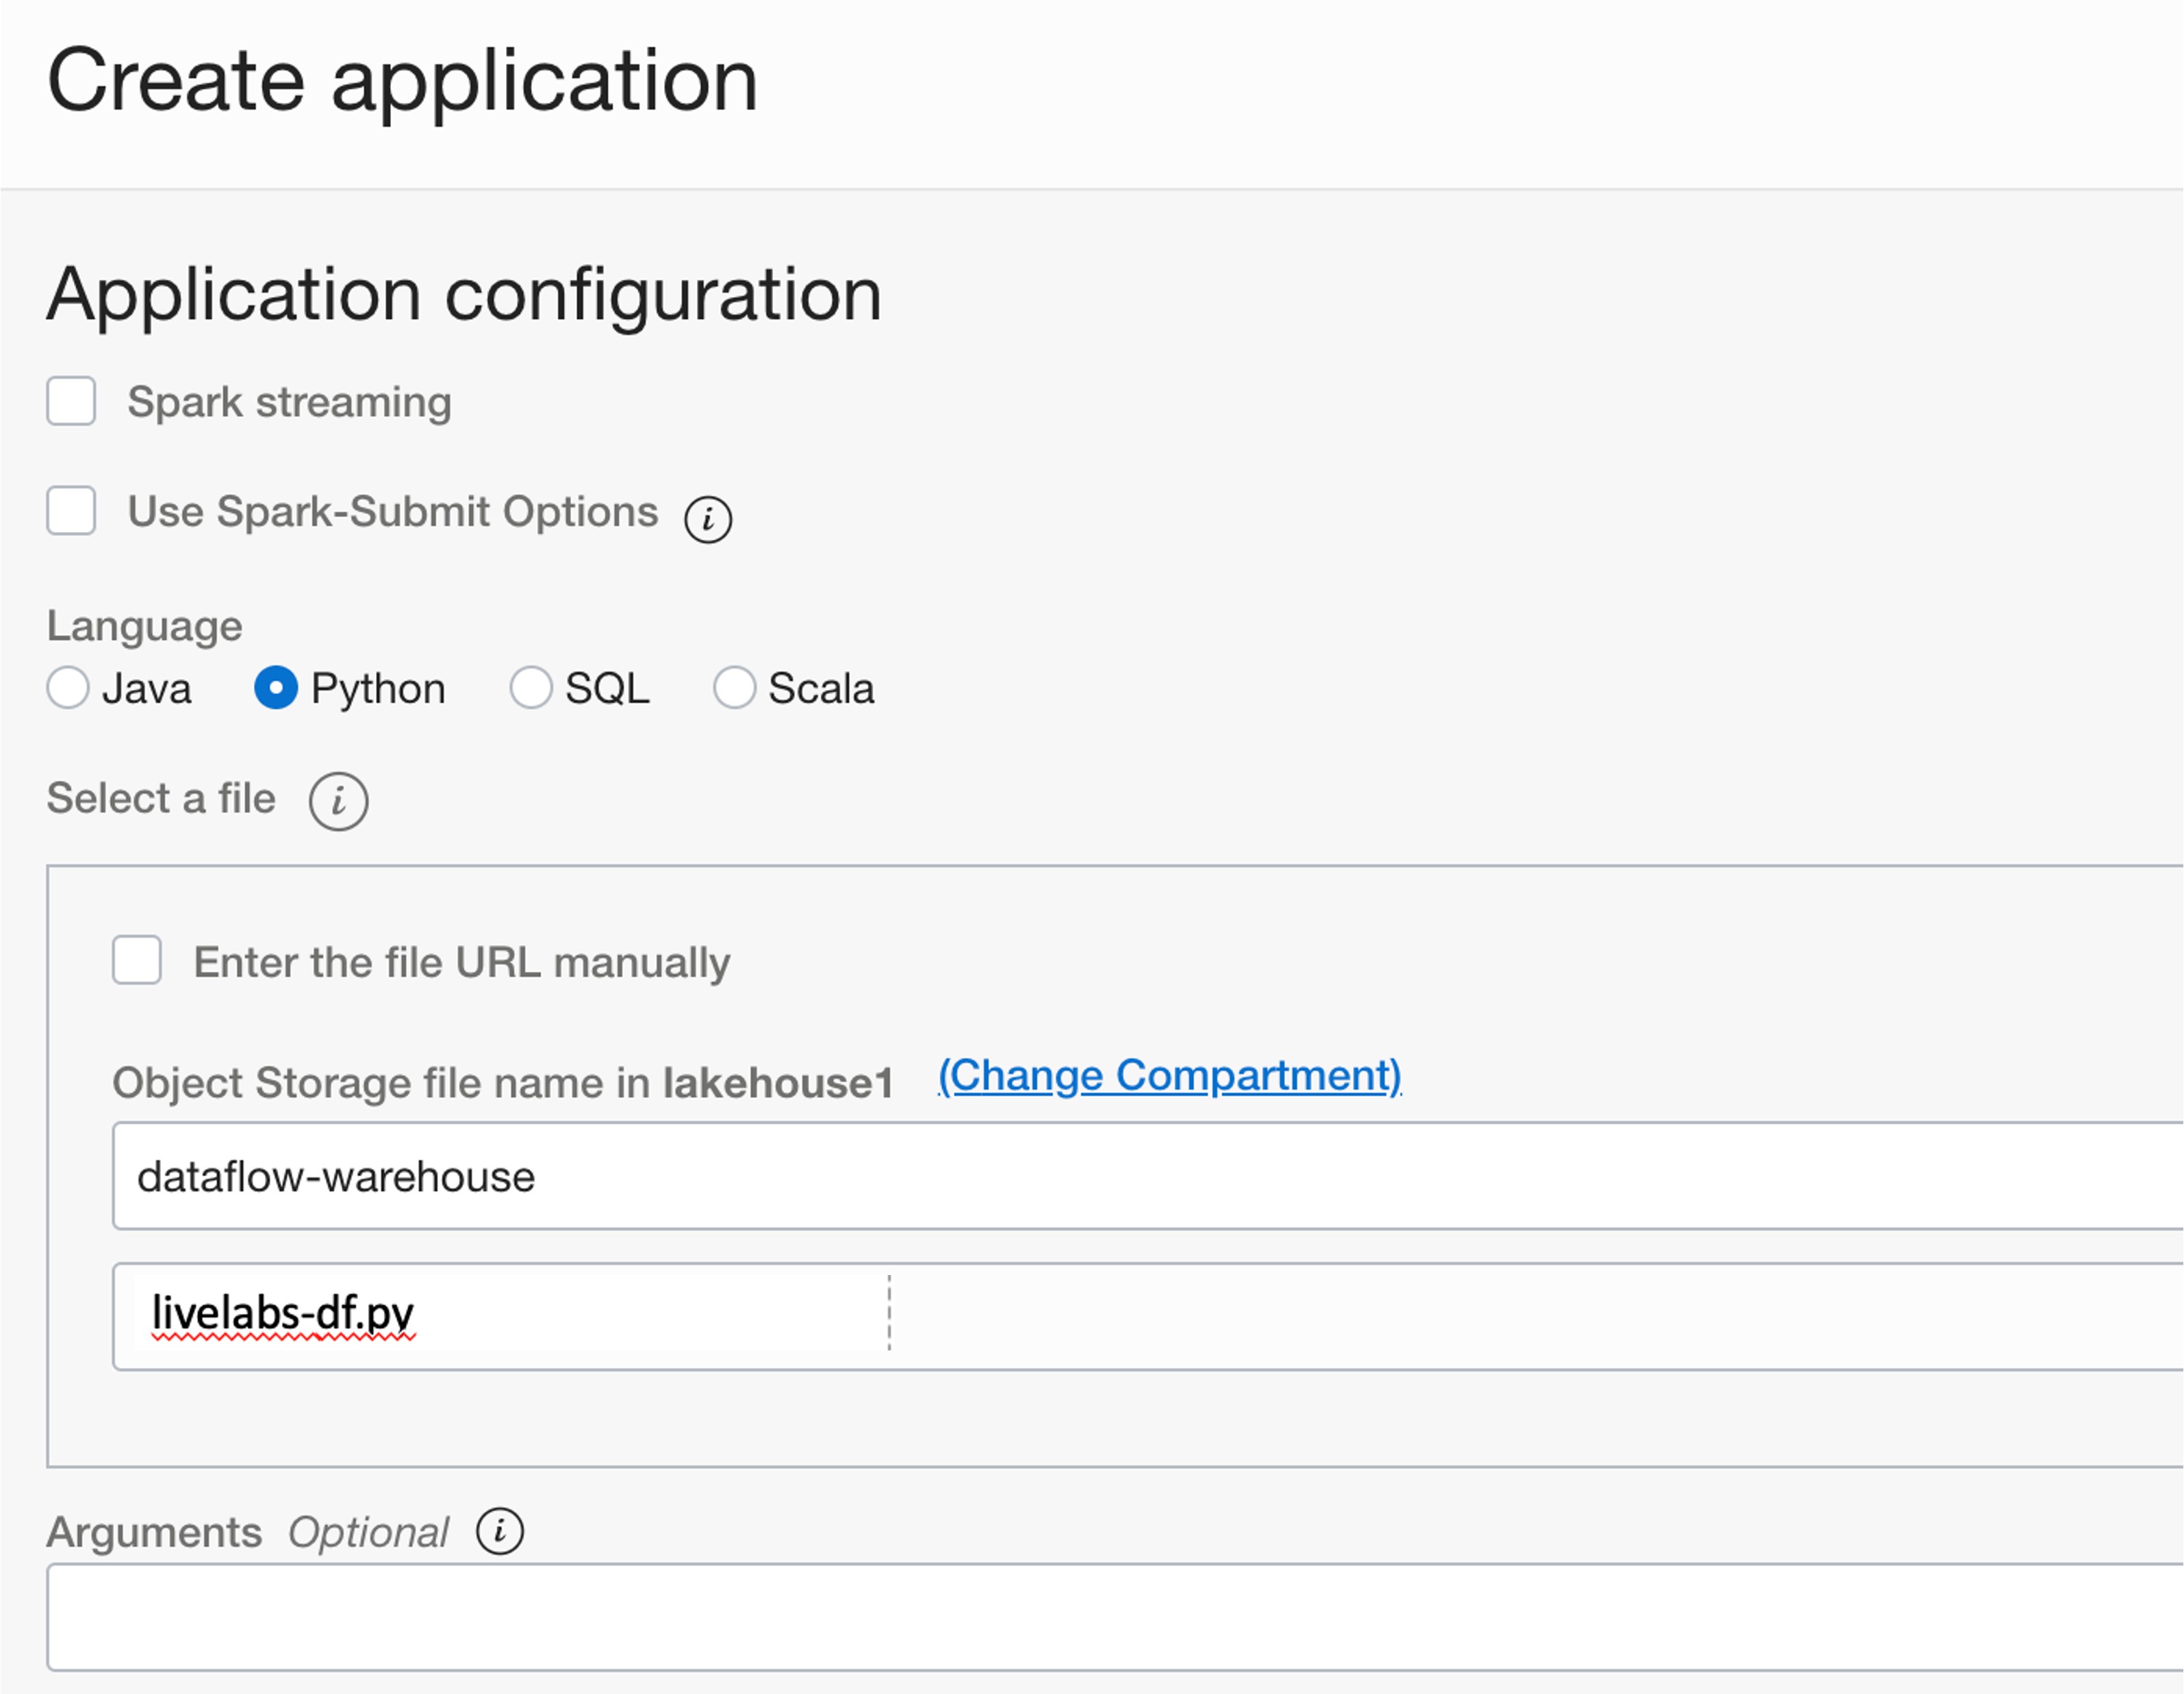 Create application
Application configuration
Spark streaming
Use Spark-Submit Options i
Language
Java Python SQL Scala
Select a file i
Enter the file URL manually
Object Storage file name in lakehouse1 (Change Compartment)
dataflow-warehouse
livelabs-df.py
Arguments Optional i